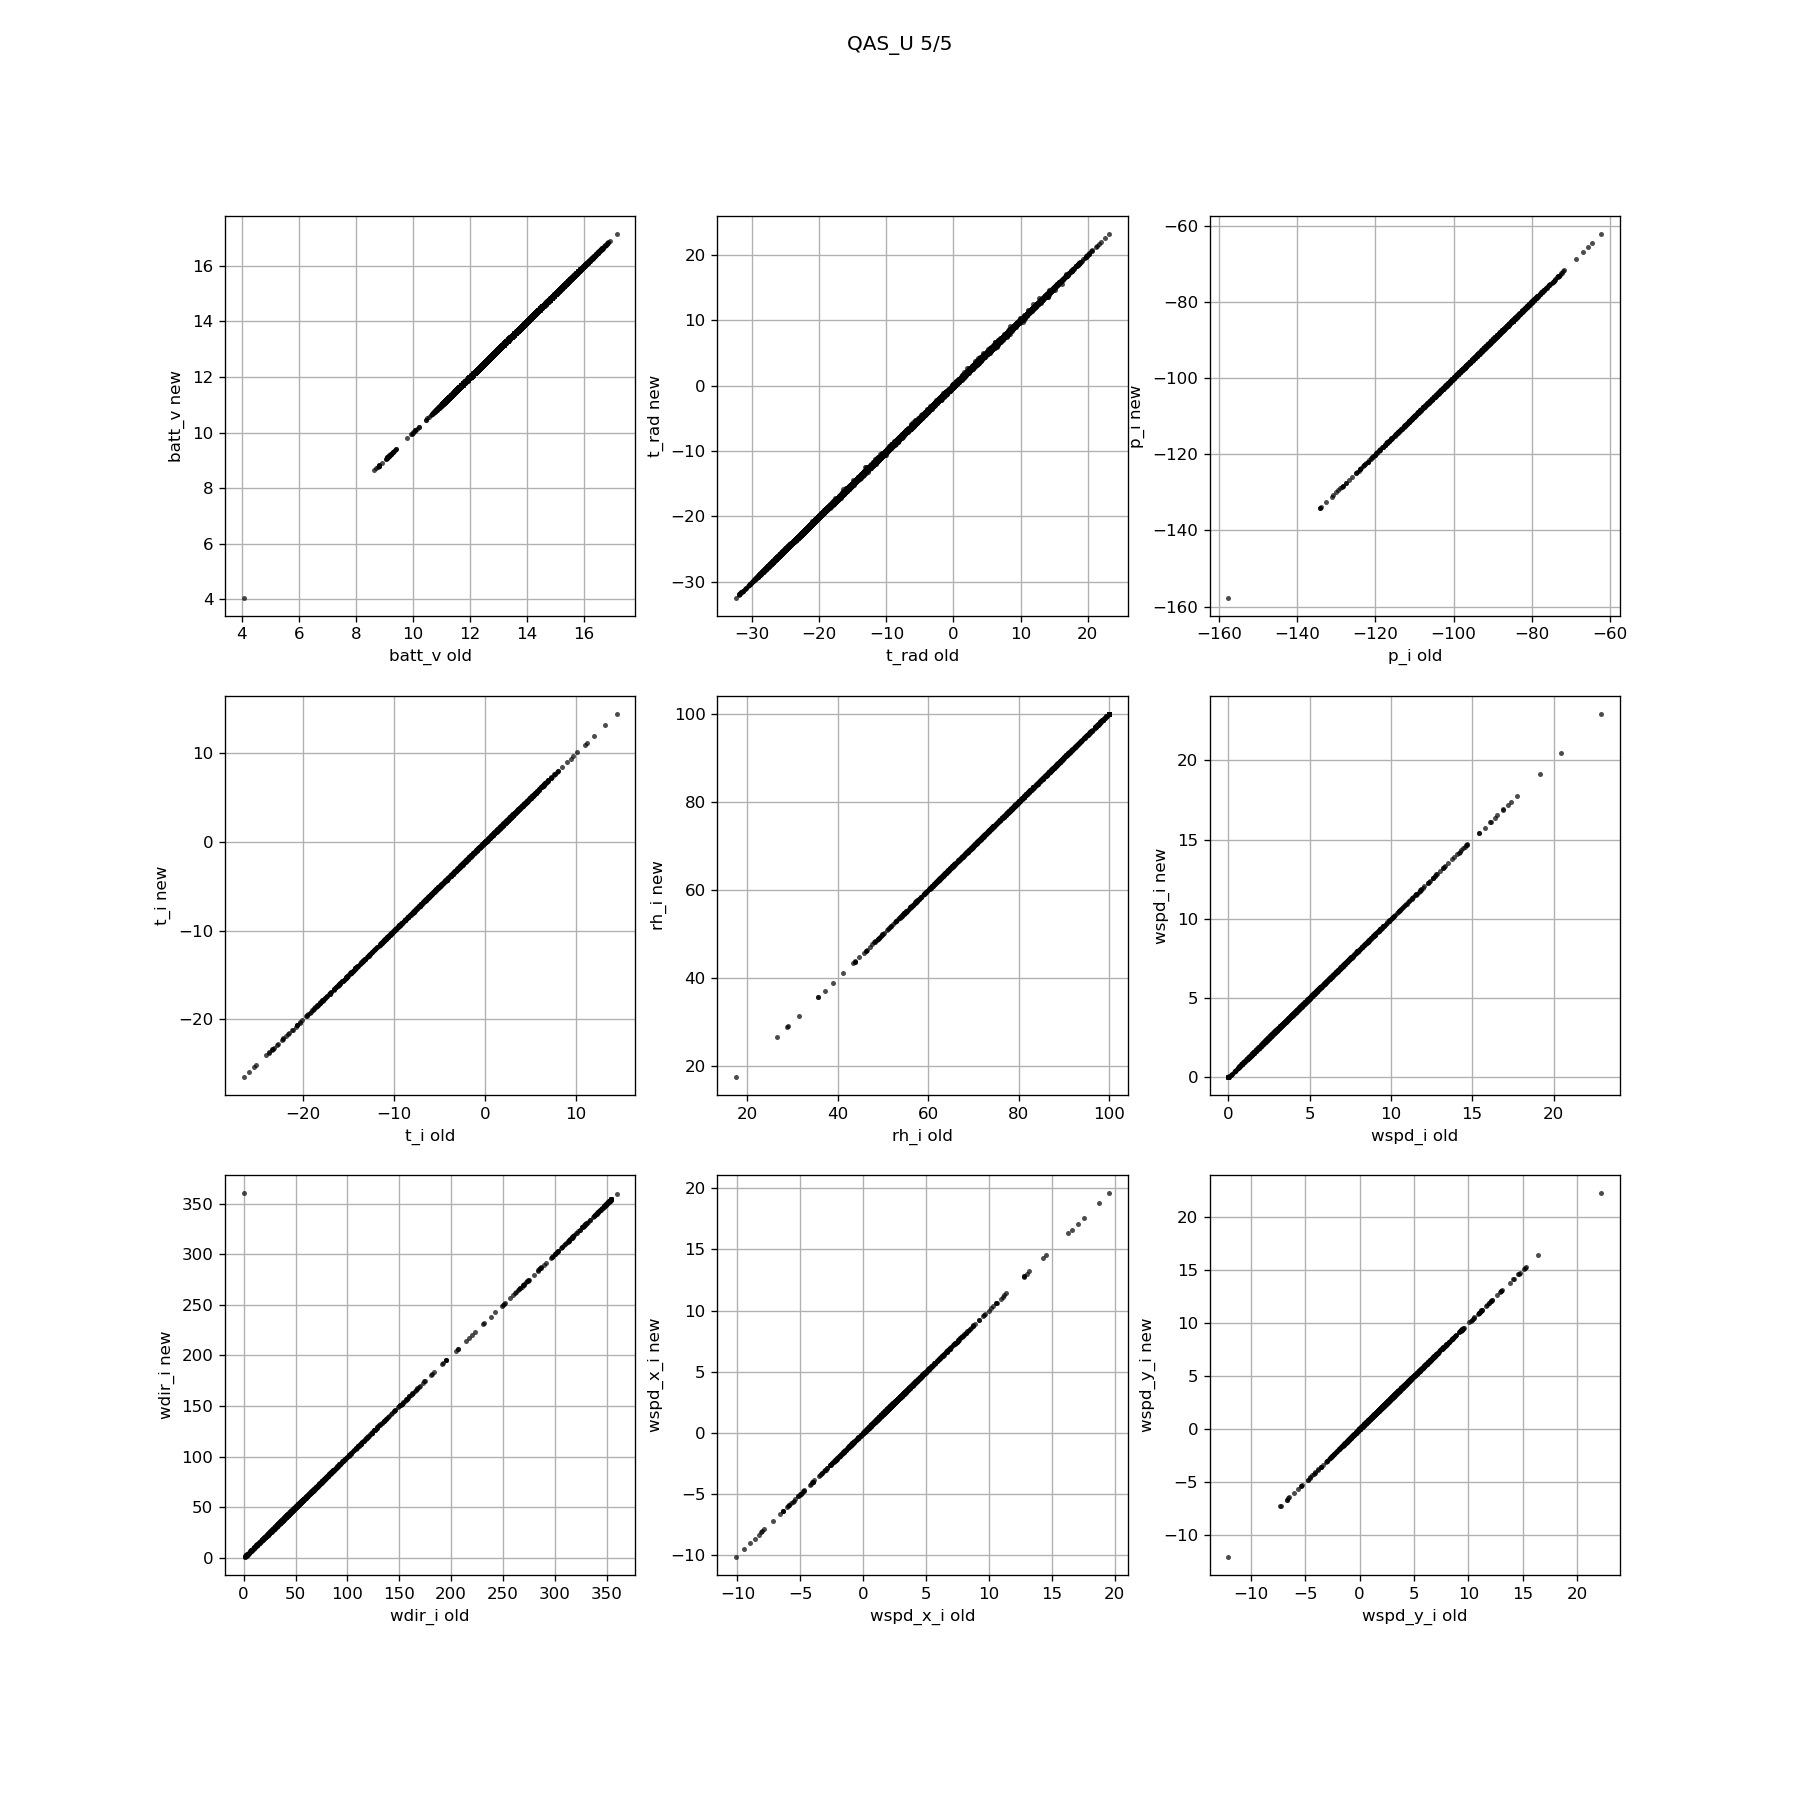 QAS_U 5/5
batt_v new
16
14
12
10
8
6
4
4 6 8 10 12 14 16
batt_v old
t_rad new
20
10
0
−10
−20
−30
−30 −20 −10 0 10 20
t_rad old
p_i new
−60
−80
−100
−120
−140
−160
−160 −140 −120 −100 −80 −60
p_i old
t_i new
10
0
−10
−20
−20 −10 0 10
t_i old
rh_i new
100
80
60
40
20
20 40 60 80 100
rh_i old
wspd_i new
20
15
10
5
0
0 5 10 15 20
wspd_i old
wdir_i new
350
300
250
200
150
100
50
0
0 50 100 150 200 250 300 350
wdir_i old
wspd_x_i new
20
15
10
5
0
−5
−10
−10 −5 0 5 10 15 20
wspd_x_i old
wspd_y_i new
20
15
10
5
0
−5
−10
−10 −5 0 5 10 15 20
wspd_y_i old